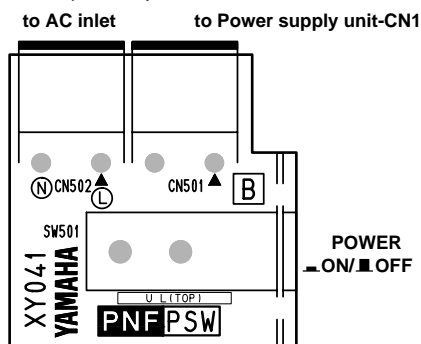 to AC inlet
to Power supply unit-CN1
N
CN502
L
CN501
B
SW501
XY041
YAMAHA
POWER
ON/ OFF
U L(TOP)
PNF PSW